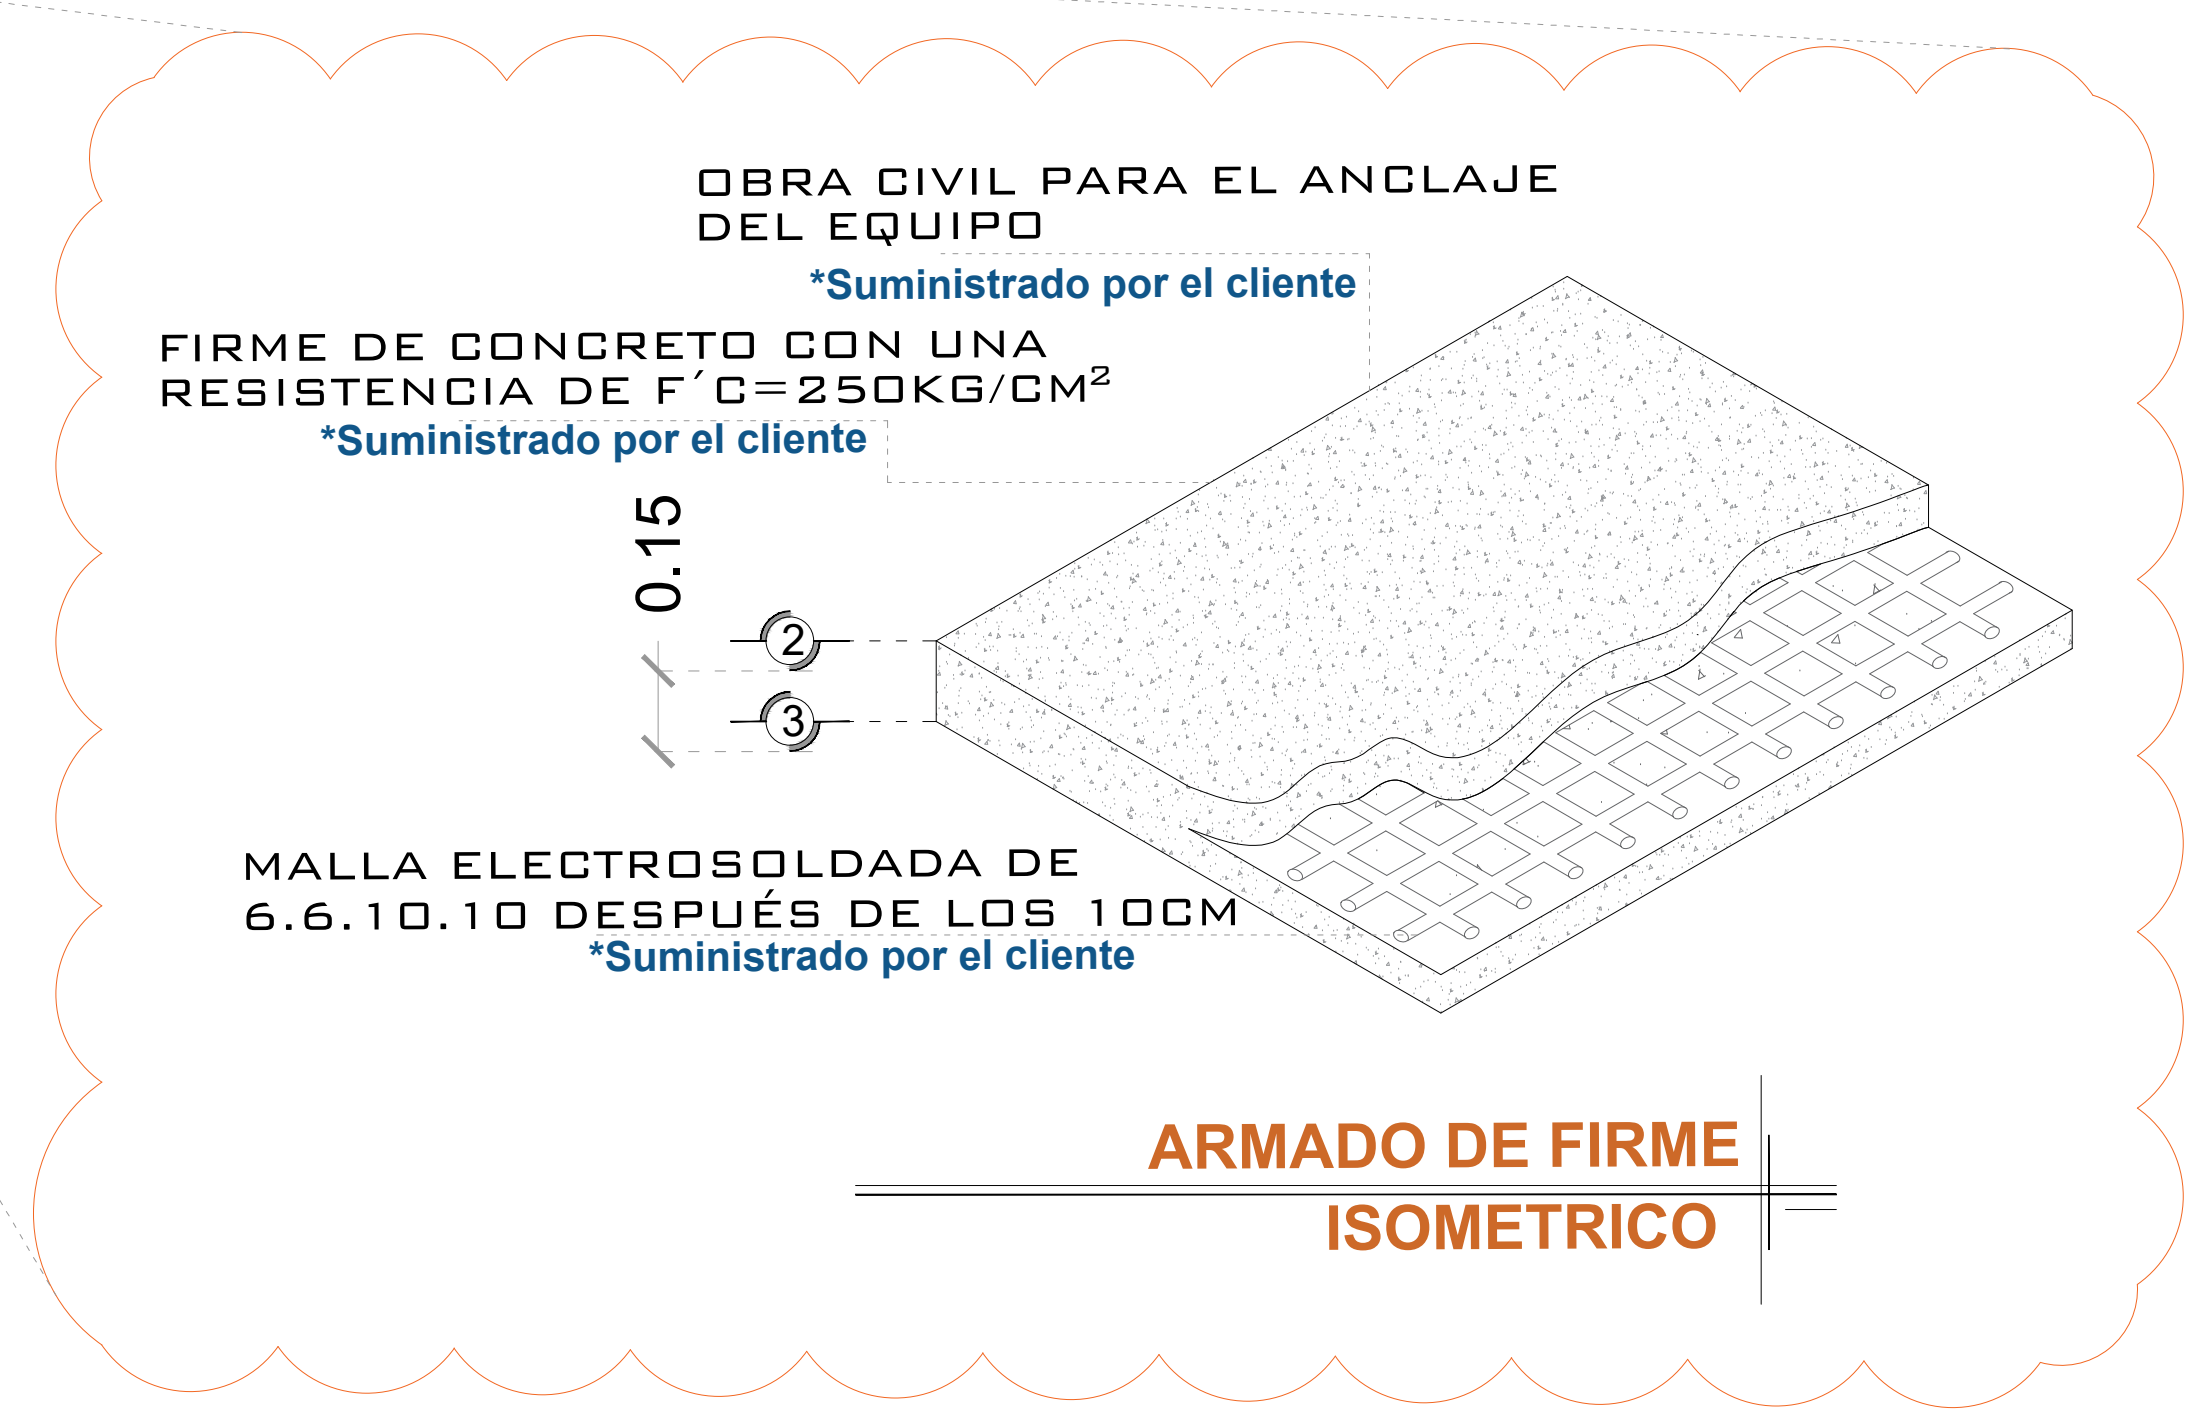 OBRA CIVIL PARA EL ANCLAJE
DEL EQUIPO
*Suministrado por el cliente
FIRME DE CONCRETO CON UNA
RESISTENCIA DE F´C=250KG/CM²
*Suministrado por el cliente
0.15
2
3
MALLA ELECTROSOLDADA DE
6.6.10.10 DESPUÉS DE LOS 10CM
*Suministrado por el cliente
ARMADO DE FIRME
ISOMETRICO